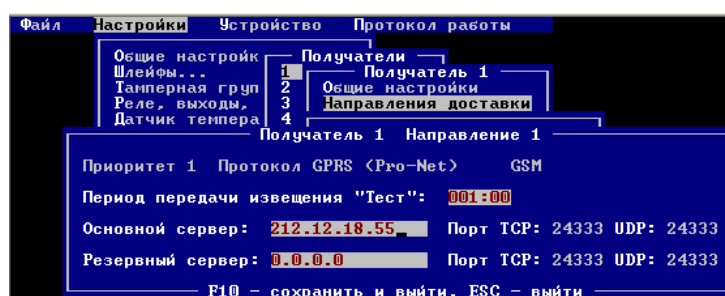 Файл Настройки Устройство Протокол работы
Общие настройк Получатели
Шлейфы... 1 Получатель 1
Тамперная груп 2 Общие настройки
Реле, выходы, 3 Направления доставки
Датчик темпера 4
Получатель 1 Направление 1
Приоритет 1 Протокол GPRS (Pro-Net) GSM
Период передачи извещения "Тест": 001:00
Основной сервер: 212.12.18.55_ Порт TCP: 24333 UDP: 24333
Резервный сервер: 0.0.0.0 Порт TCP: 24333 UDP: 24333
F10 - сохранить и выйти, ESC - выйти